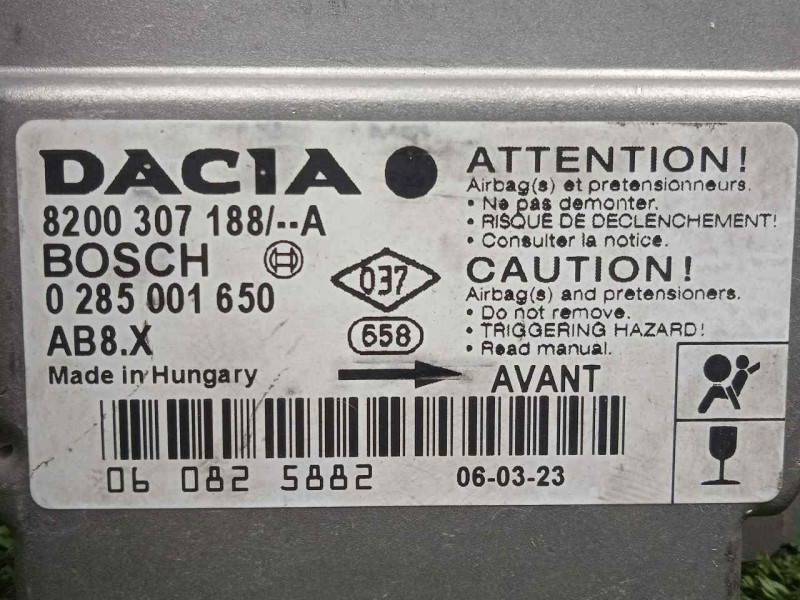 DACIA
8200 307 188/--A
BOSCH
0 285 001 650
AB8.X
Made in Hungary
037
658
AVANT
ATTENTION!
Airbag(s) et pretensionneurs.
• Ne pas demonter.
• RISQUE DE DECLENCHEMENT!
• Consulter la notice.
CAUTION!
Airbag(s) and pretensioners.
• Do not remove.
• TRIGGERING HAZARD!
• Read manual.
06 082 5882
06-03-23